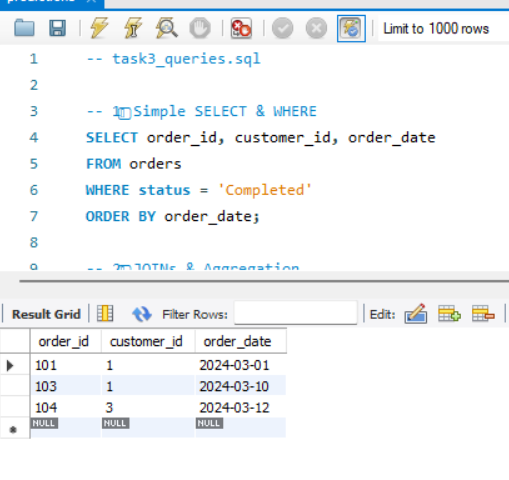 Limit to 1000 rows
1 -- task3_queries.sql
2
3 -- 1 Simple SELECT & WHERE
4 SELECT order_id, customer_id, order_date
5 FROM orders
6 WHERE status = 'Completed'
7 ORDER BY order_date;
8
9 -- 2 JOINs & Aggregation
Result Grid Filter Rows: Edit:
order_id customer_id order_date
101 1 2024-03-01
103 1 2024-03-10
104 3 2024-03-12
NULL NULL NULL